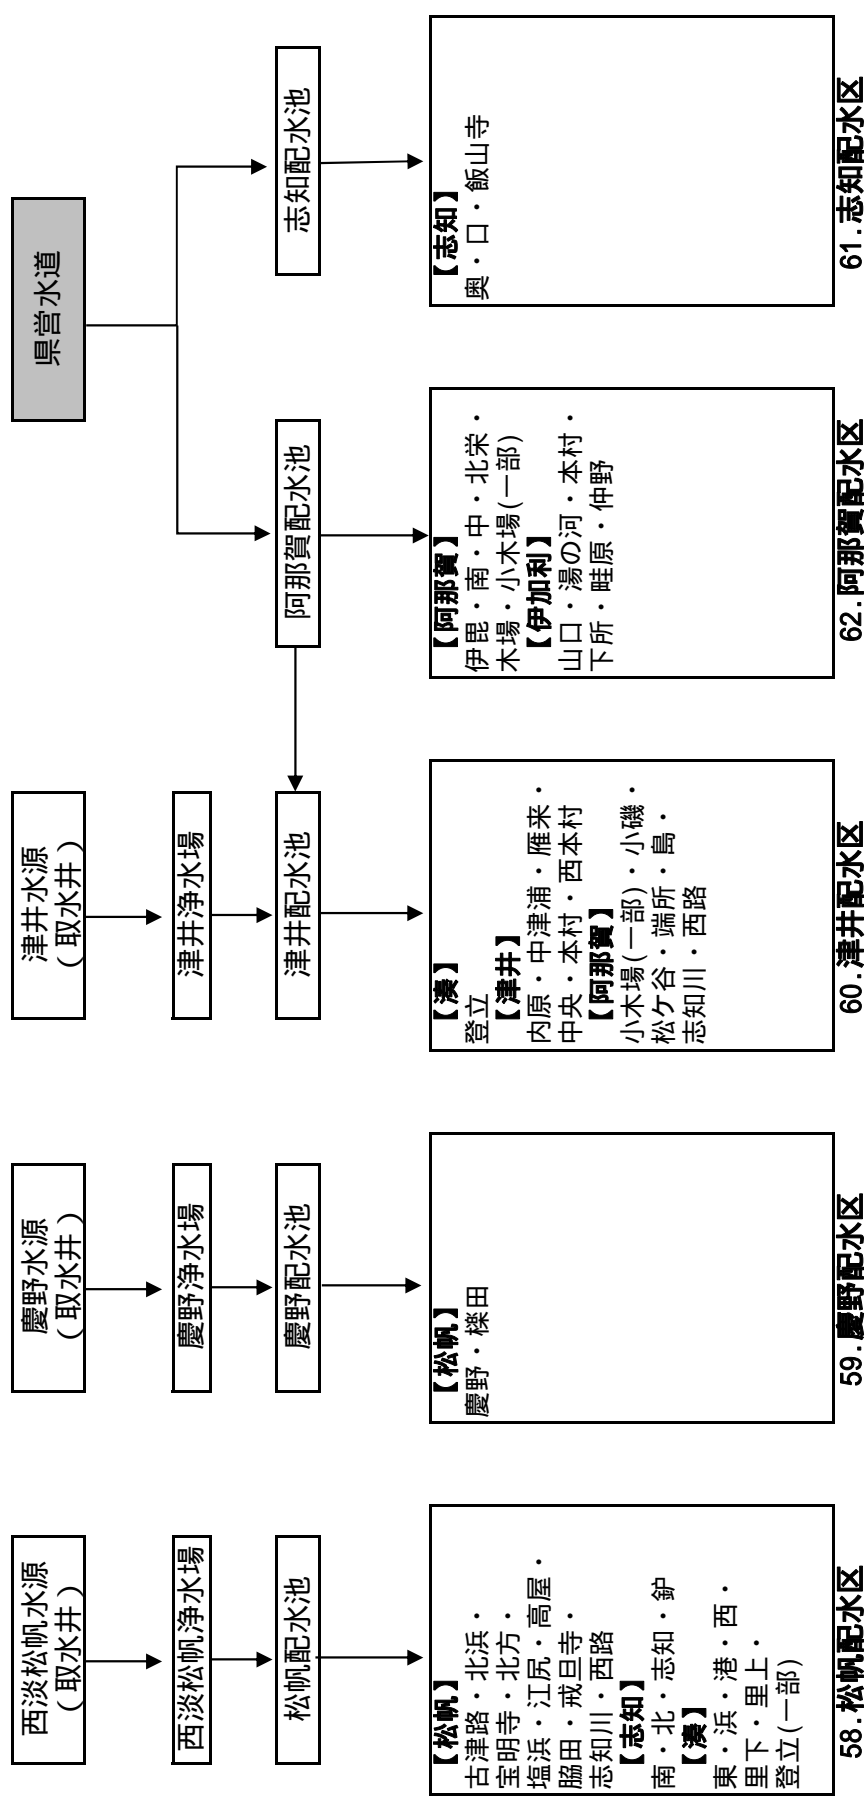 西淡松帆水源
(取水井)
西淡松帆浄水場
松帆配水池
【松帆】
古津路・北浜・
宝明寺・北方・
塩浜・江尻・高屋・
脇田・戒旦寺・
志知川・西路
【志知】
南・北・志知・鈩
【湊】
東・浜・港・西・
里下・里上・
登立(一部)
58.松帆配水区
慶野水源
(取水井)
慶野浄水場
慶野配水池
【松帆】
慶野・櫟田
59.慶野配水区
津井水源
(取水井)
津井浄水場
津井配水池
【湊】
登立
【津井】
内原・中津浦・雁来・
中央・本村・西本村
【阿那賀】
小木場(一部)・小磯・
松ケ谷・端所・島・
志知川・西路
60.津井配水区
県営水道
阿那賀配水池
【阿那賀】
伊毘・南・中・北栄・
木場・小木場(一部)
【伊加利】
山口・湯の河・本村・
下所・畦原・仲野
62.阿那賀配水区
志知配水池
【志知】
奥・口・飯山寺
61.志知配水区